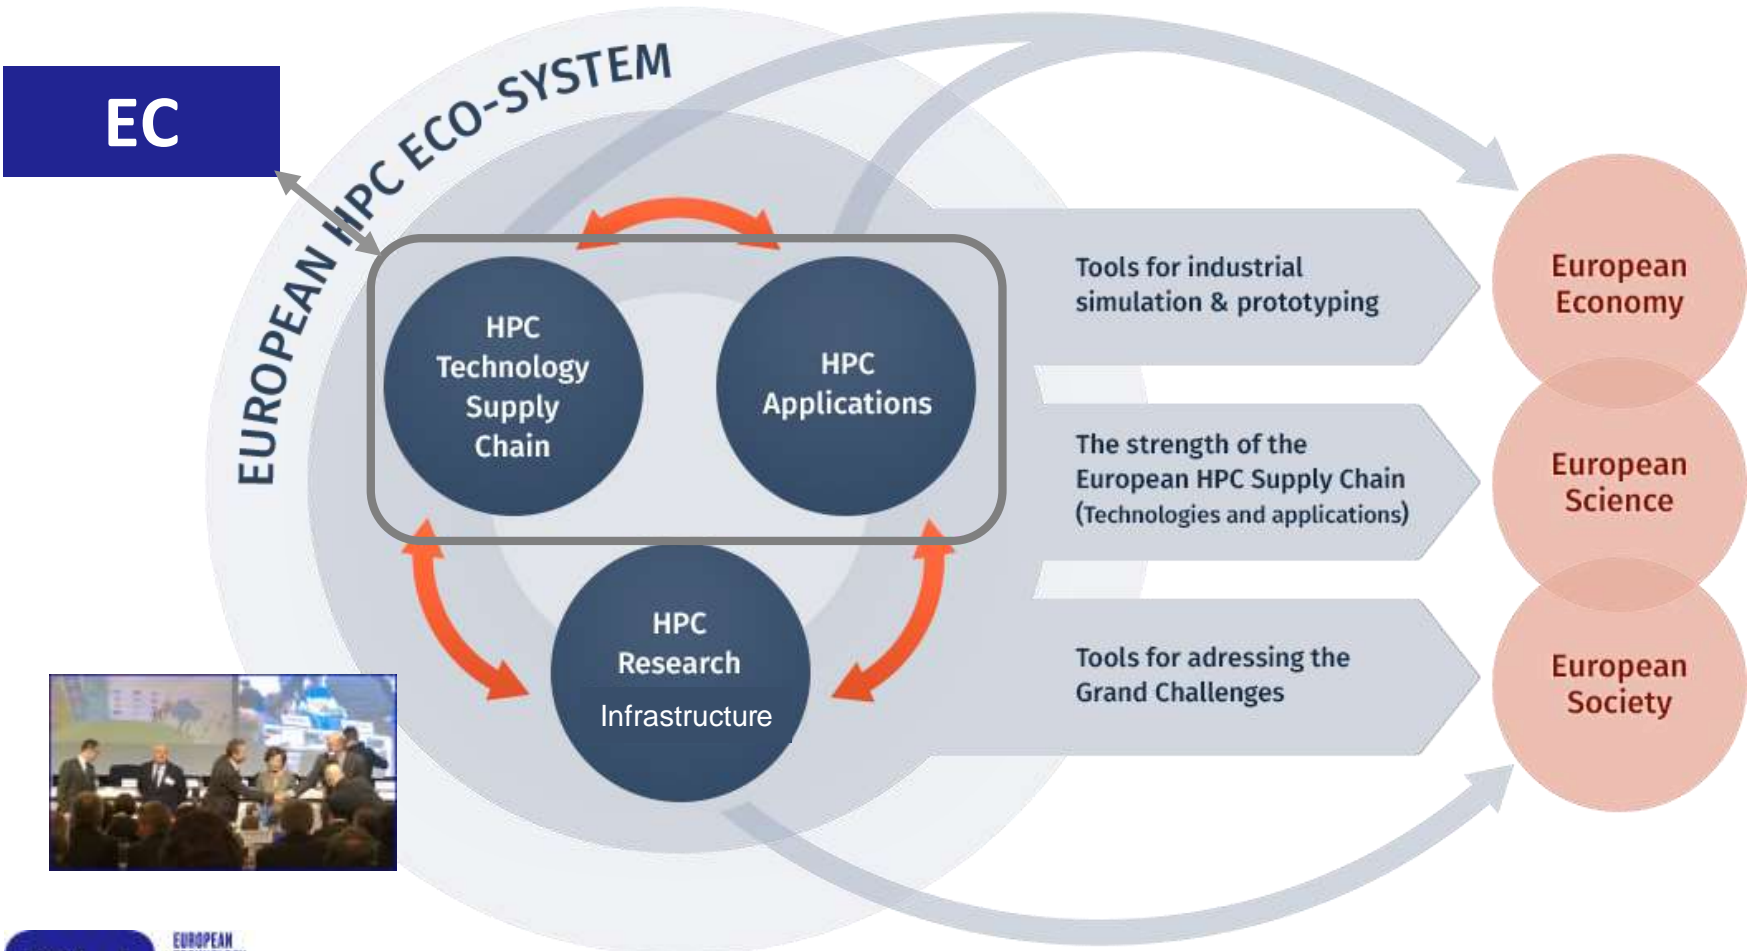 EC
EUROPEAN HPC ECO-SYSTEM
HPC
Technology
Supply
Chain
HPC
Applications
HPC
Research
Infrastructure
Tools for industrial
simulation & prototyping
The strength of the
European HPC Supply Chain
(Technologies and applications)
Tools for adressing the
Grand Challenges
European
Economy
European
Science
European
Society
EUROPEAN